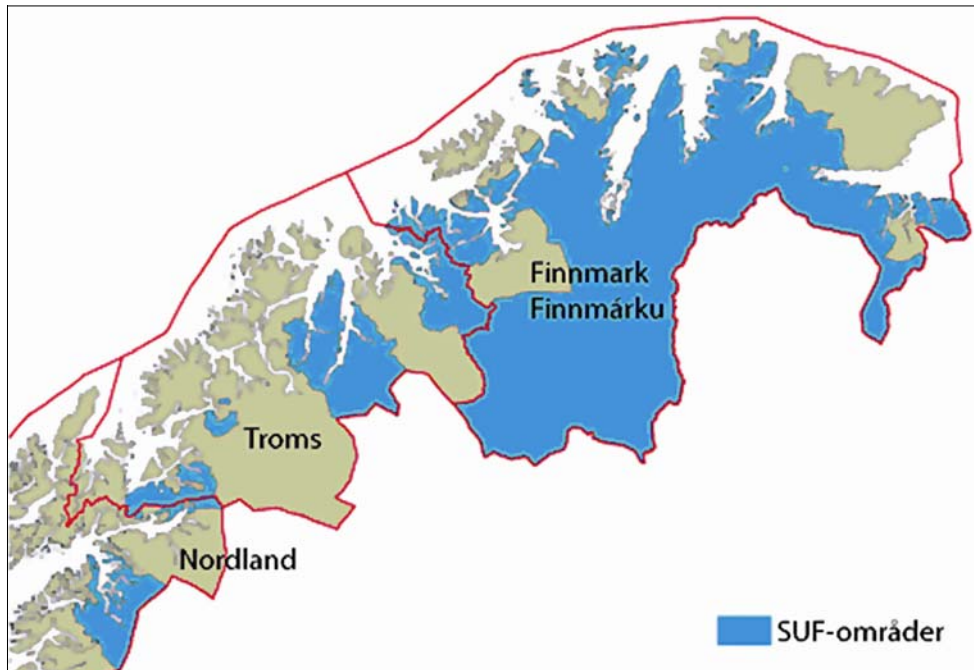 Finnmark
Finnmárku
Troms
Nordland
SUF-områder